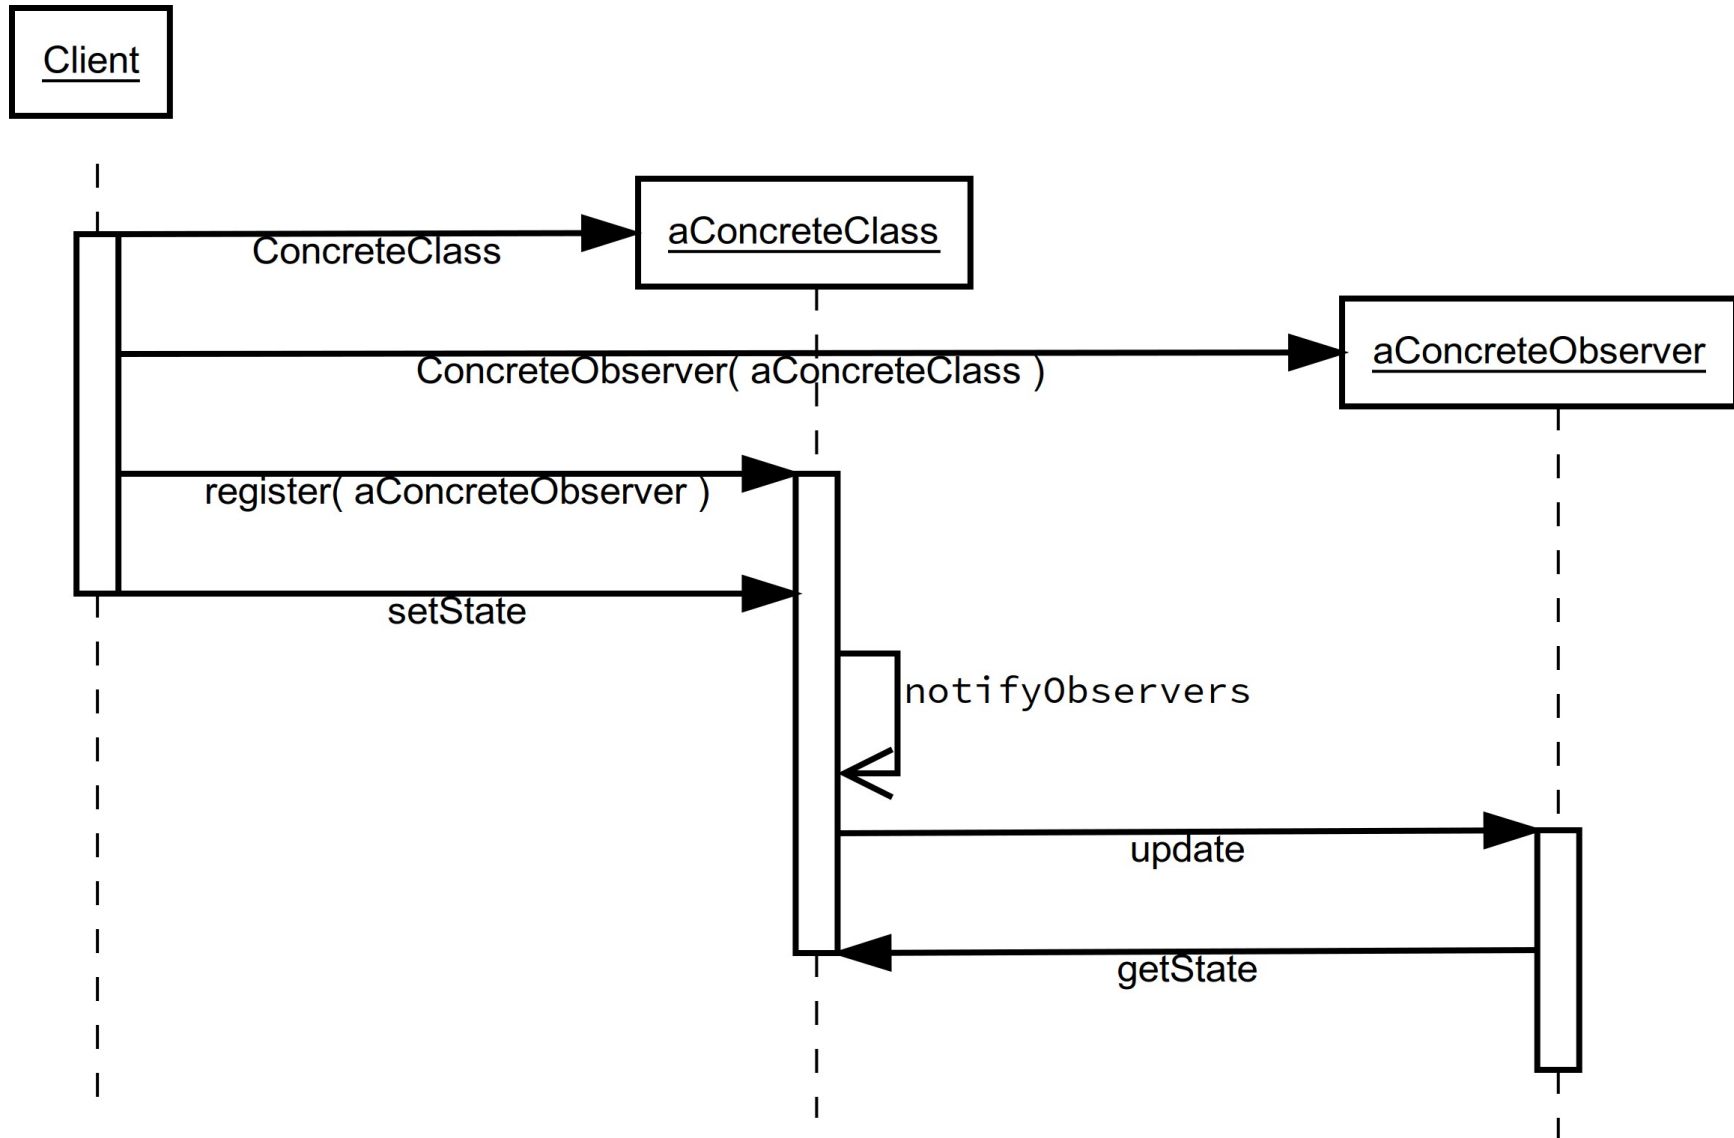 Client
aConcreteClass
ConcreteClass
aConcreteObserver
ConcreteObserver( aConcreteClass )
register( aConcreteObserver )
setState
notifyObservers
update
getState